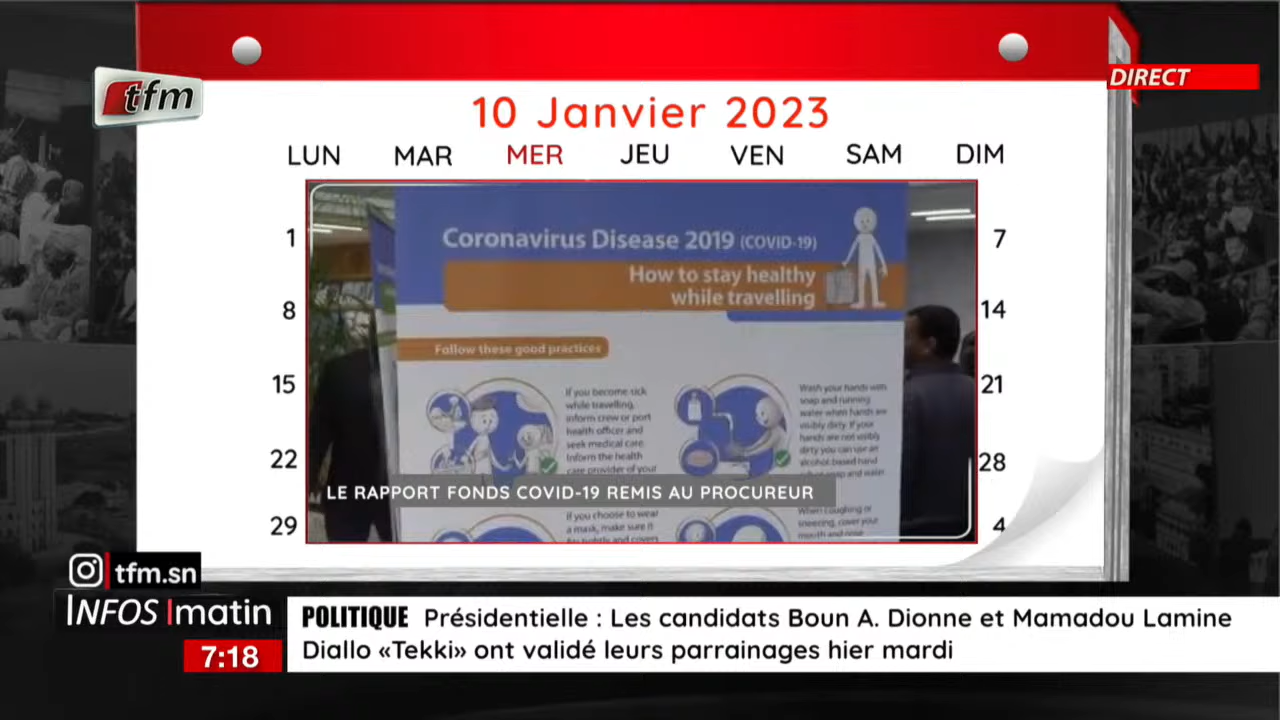 tfm
DIRECT
10 Janvier 2023
LUN MAR MER JEU VEN SAM DIM
1 7
8 14
15 21
22 28
29 4
Coronavirus Disease 2019 (COVID-19)
How to stay healthy
while travelling
Follow these good practices
If you become sick
while travelling,
inform crew or port
health officer and
seek medical care
Inform the health
care provider of your
Wash your hands with
soap and running
water when hands are
visibly dirty. If your
hands are not visibly
dirty you can use an
alcohol-based hand
soap and water
LE RAPPORT FONDS COVID-19 REMIS AU PROCUREUR
If you choose to wear
a mask, make sure it
When coughing or
sneezing, cover your
mouth and nose
tfm.sn
INFOS matin
7:18
POLITIQUE Présidentielle : Les candidats Boun A. Dionne et Mamadou Lamine
Diallo «Tekki» ont validé leurs parrainages hier mardi